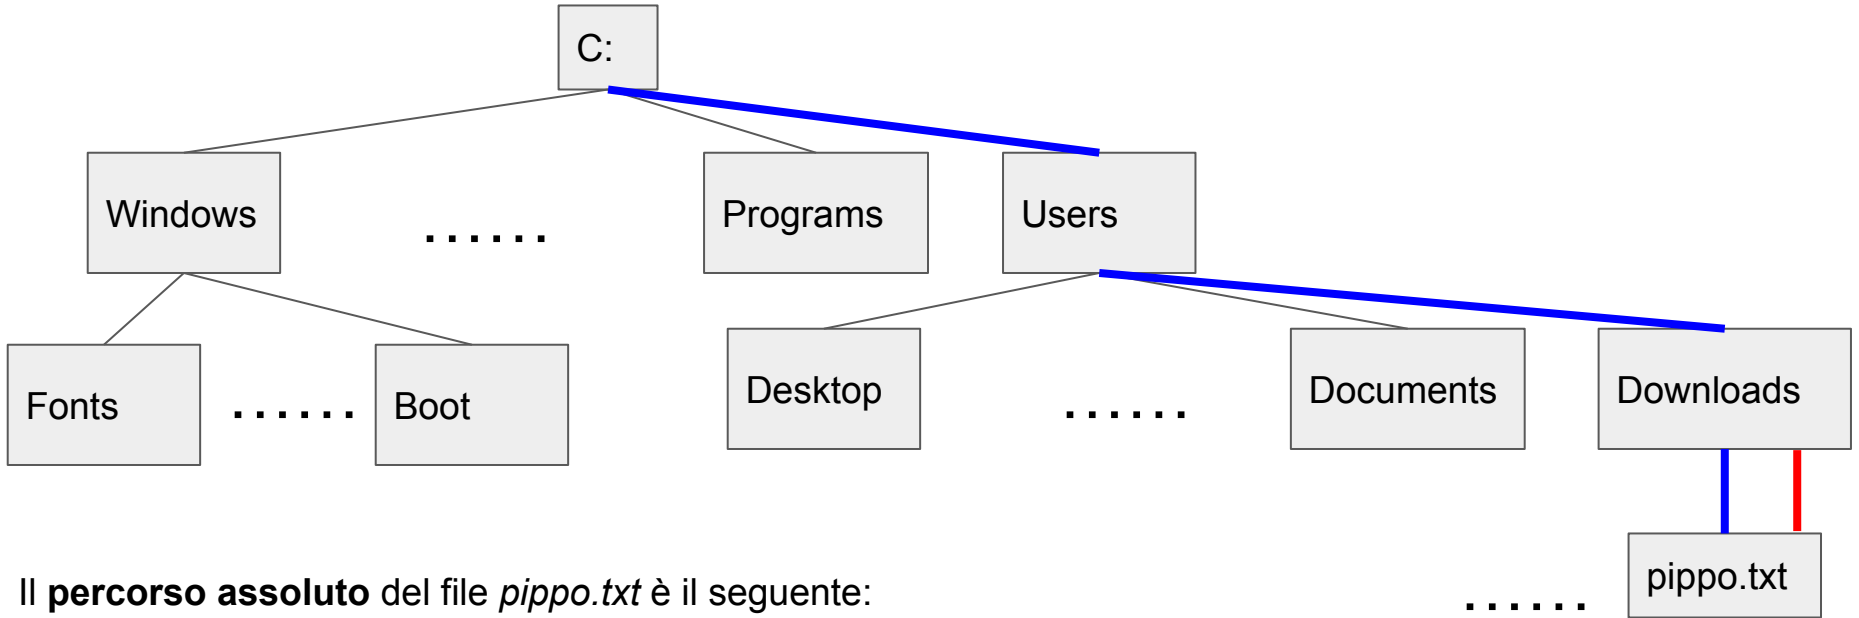 C:
Windows
......
Programs
Users
Fonts
......
Boot
Desktop
......
Documents
Downloads
pippo.txt
Il percorso assoluto del file pippo.txt è il seguente:
......